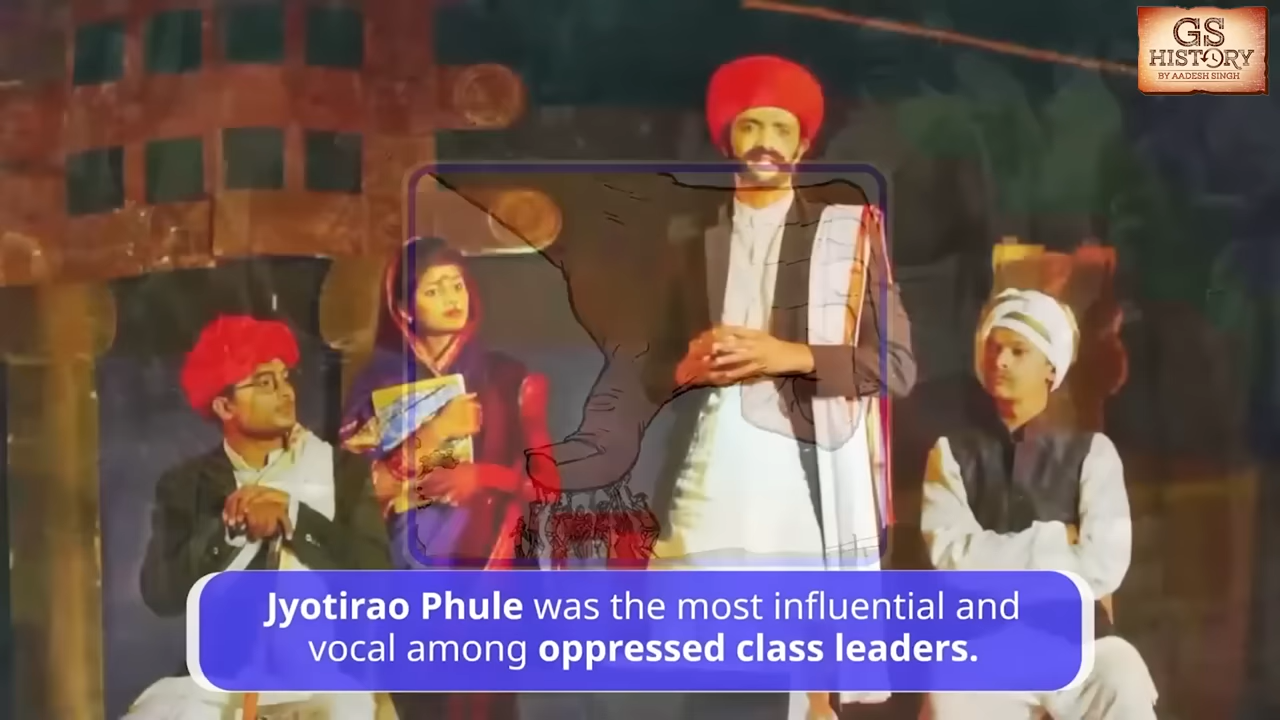 GS
HISTORY
BY AADESH SINGH
Jyotirao Phule was the most influential and
vocal among oppressed class leaders.